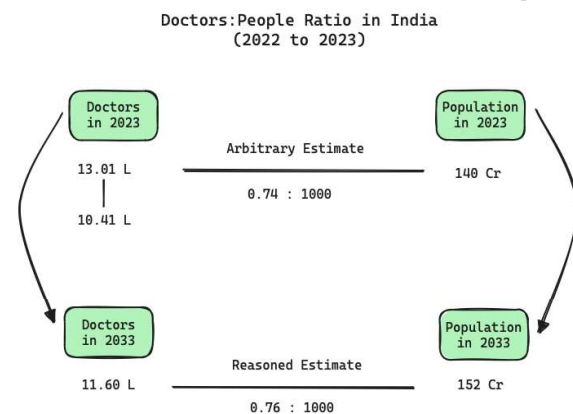 Doctors:People Ratio in India
(2022 to 2023)
Doctors
in 2023
Population
in 2023
Arbitrary Estimate
13.01 L
140 Cr
0.74 : 1000
10.41 L
Doctors
in 2033
Population
in 2033
Reasoned Estimate
11.60 L
152 Cr
0.76 : 1000